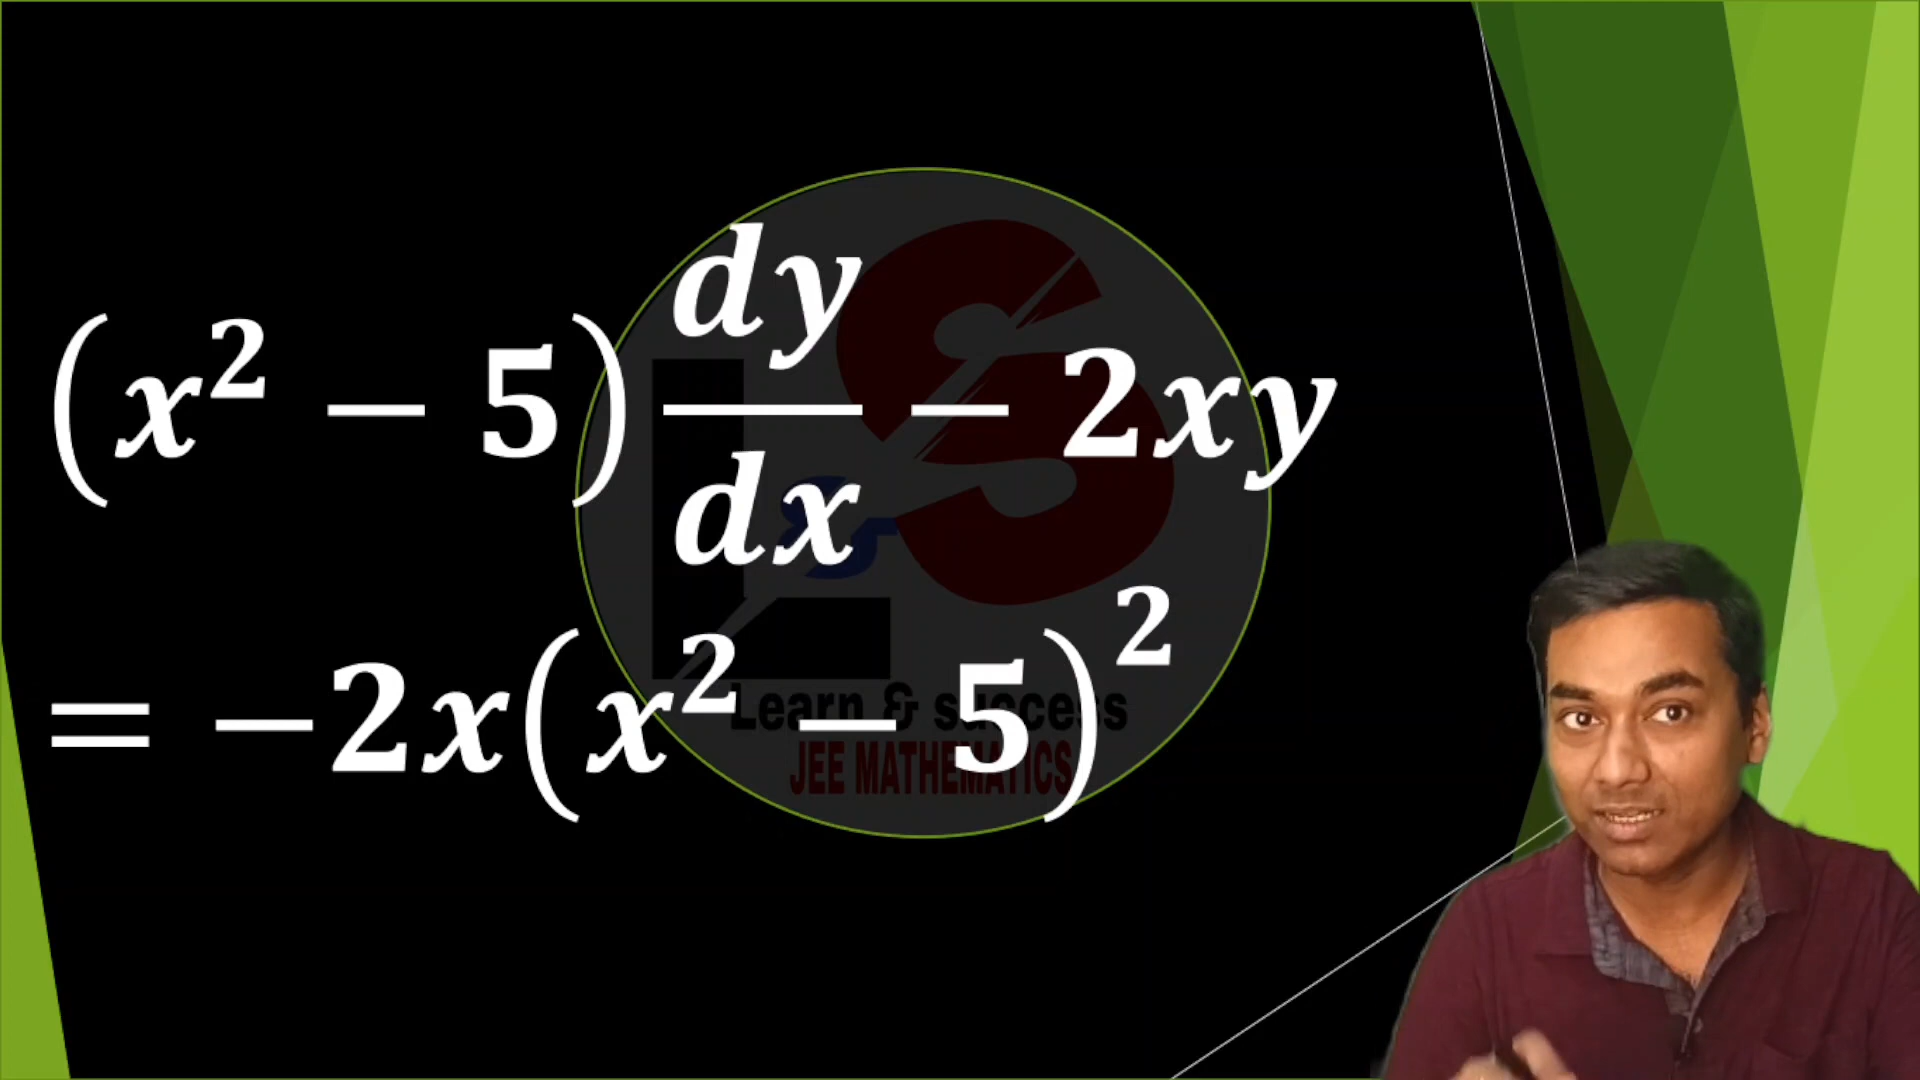 (x² − 5) dy/dx − 2xy
= −2x(x² − 5)²
L&S
Learn & success
JEE MATHEMATICS